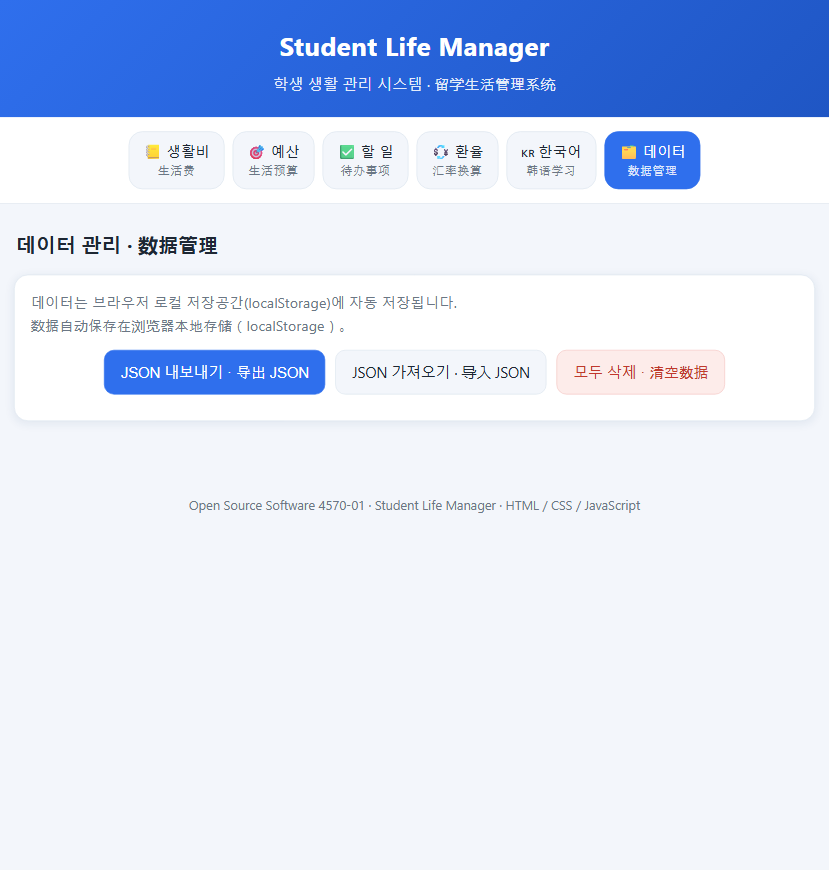 Student Life Manager
학생 생활 관리 시스템 · 留学生活管理系统
📒 생활비
生活费
🎯 예산
生活预算
✅ 할 일
待办事项
💱 환율
汇率换算
KR 한국어
韩语学习
🗂️ 데이터
数据管理
데이터 관리 · 数据管理
데이터는 브라우저 로컬 저장공간(localStorage)에 자동 저장됩니다.
数据自动保存在浏览器本地存储（localStorage）。
JSON 내보내기 · 导出 JSON
JSON 가져오기 · 导入 JSON
모두 삭제 · 清空数据
Open Source Software 4570-01 · Student Life Manager · HTML / CSS / JavaScript